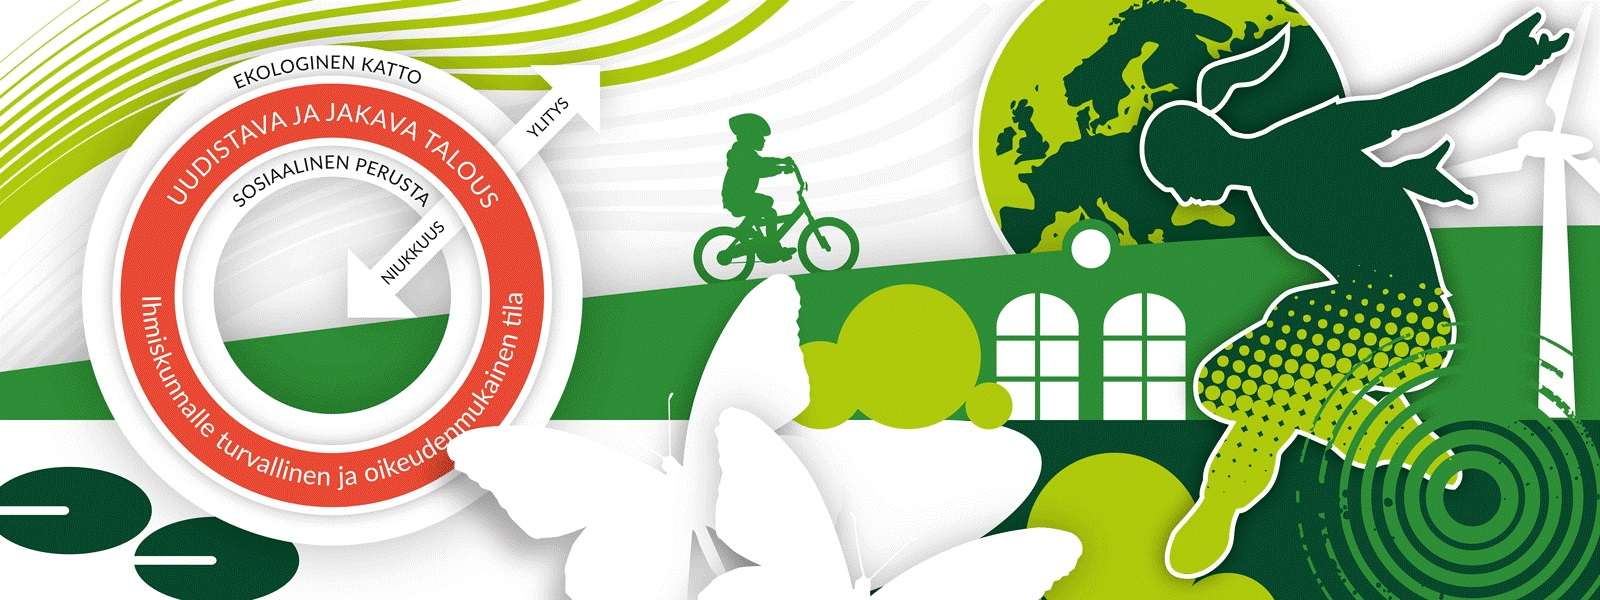 EKOLOGINEN KATTO
UUDISTAVA JA JAKAVA TALOUS
SOSIAALINEN PERUSTA
YLITYS
NIUKKUUS
Ihmiskunnalle turvallinen ja oikeudenmukainen tila